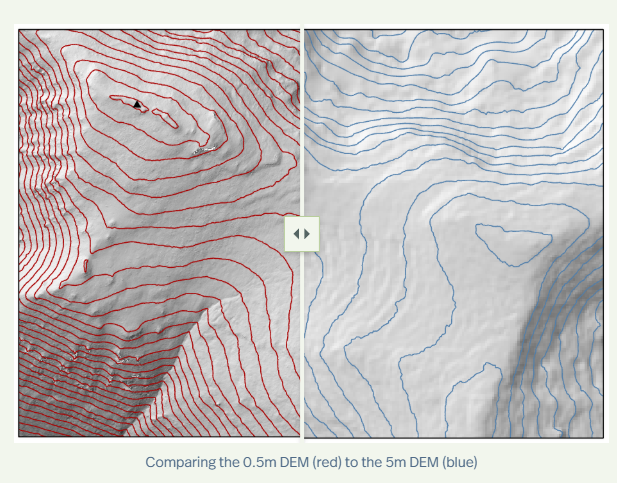 Comparing the 0.5m DEM (red) to the 5m DEM (blue)